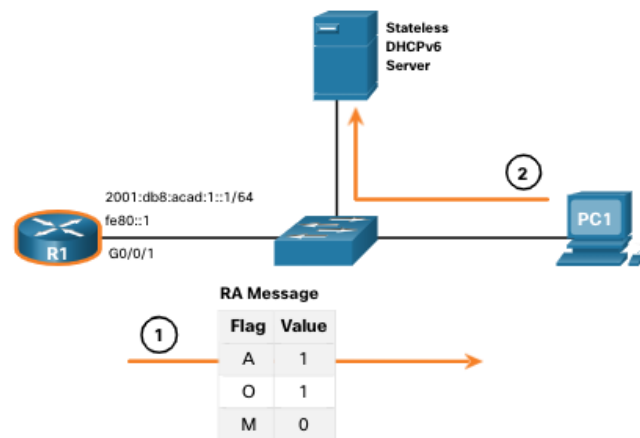 Stateless
DHCPv6
Server
2
2001:db8:acad:1::1/64
fe80::1
PC1
R1
G0/0/1
RA Message
1
Flag Value
A 1
O 1
M 0